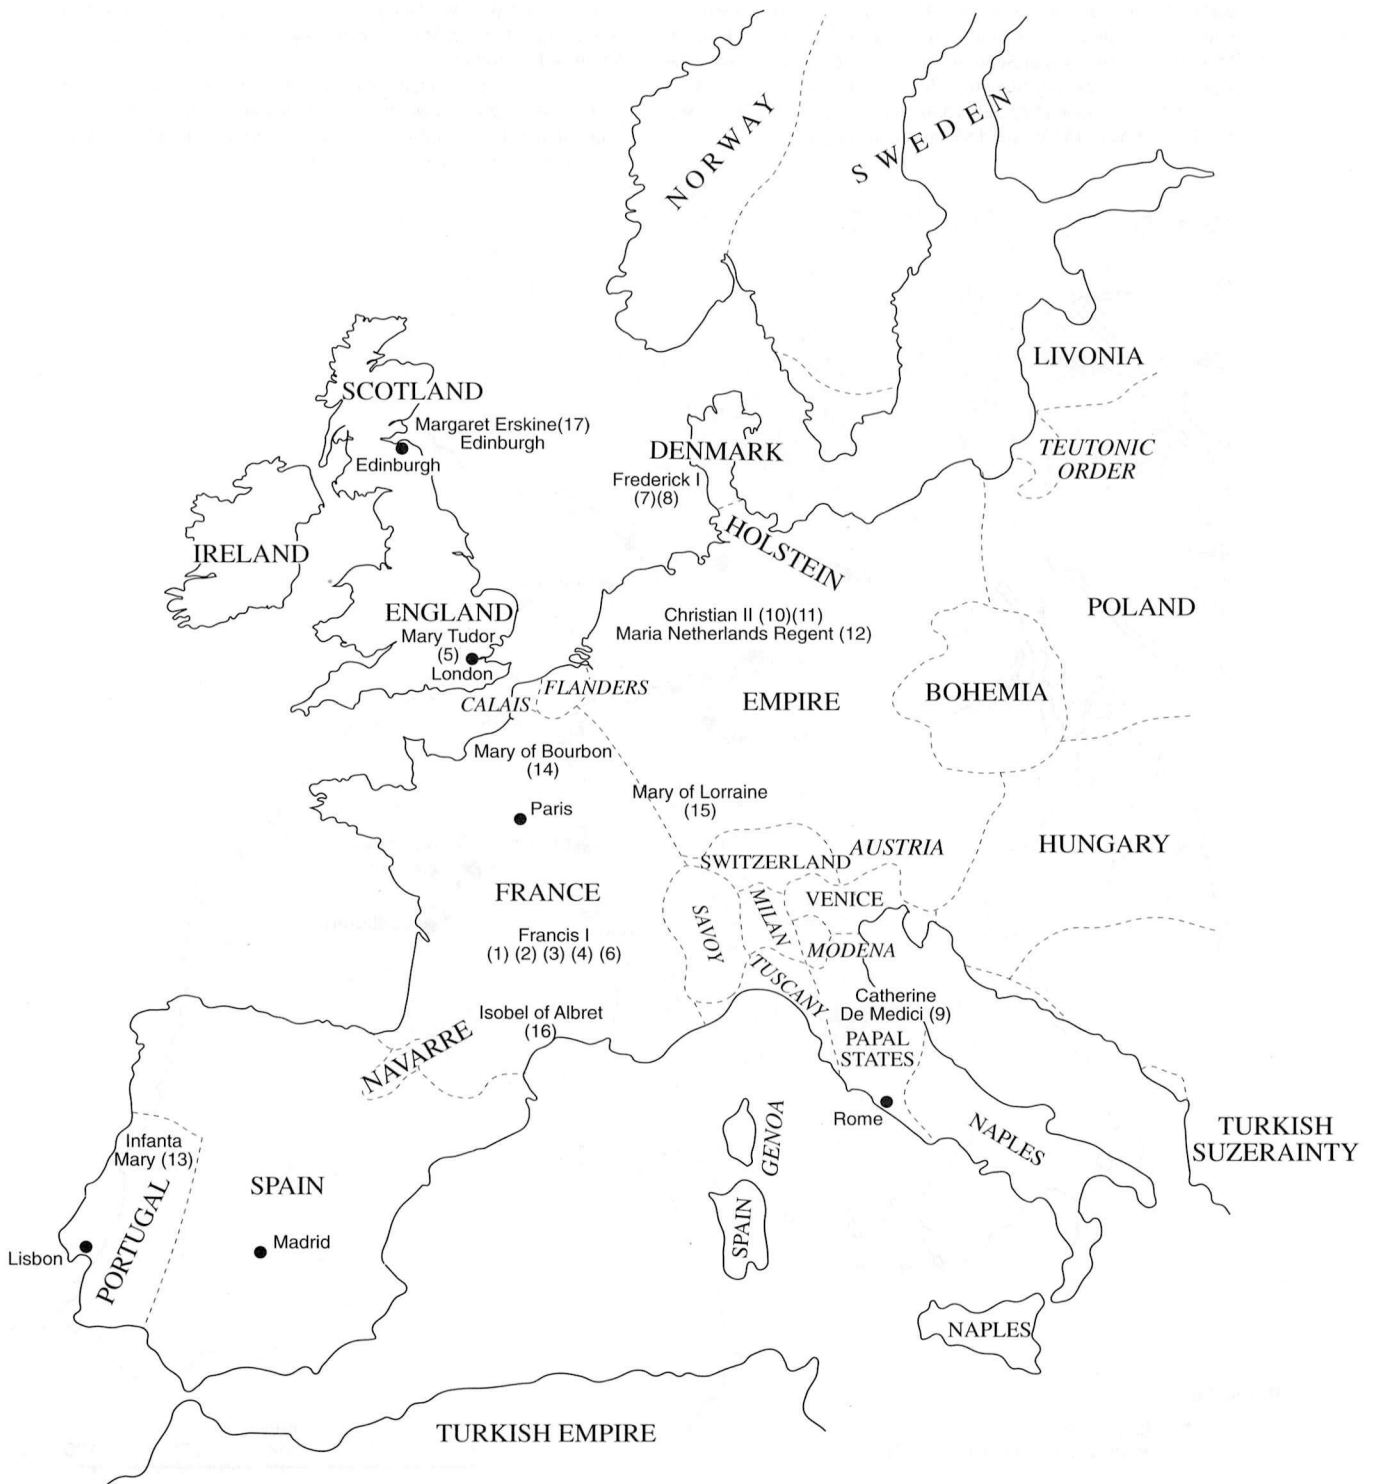 NORWAY
SWEDEN
LIVONIA
SCOTLAND
Margaret Erskine(17)
Edinburgh
Edinburgh
DENMARK
Frederick I
(7)(8)
TEUTONIC
ORDER
HOLSTEIN
IRELAND
ENGLAND
Mary Tudor
(5)
London
Christian II (10)(11)
Maria Netherlands Regent (12)
POLAND
CALAIS
FLANDERS
EMPIRE
BOHEMIA
Mary of Bourbon
(14)
Paris
Mary of Lorraine
(15)
SWITZERLAND
AUSTRIA
HUNGARY
FRANCE
SAVOY
MILAN
VENICE
MODENA
Francis I
(1) (2) (3) (4) (6)
TUSCANY
Isobel of Albret
(16)
NAVARRE
Catherine
De Medici (9)
PAPAL
STATES
Rome
GENOA
NAPLES
TURKISH
SUZERAINTY
Infanta
Mary (13)
PORTUGAL
SPAIN
SPAIN
Lisbon
Madrid
NAPLES
TURKISH EMPIRE